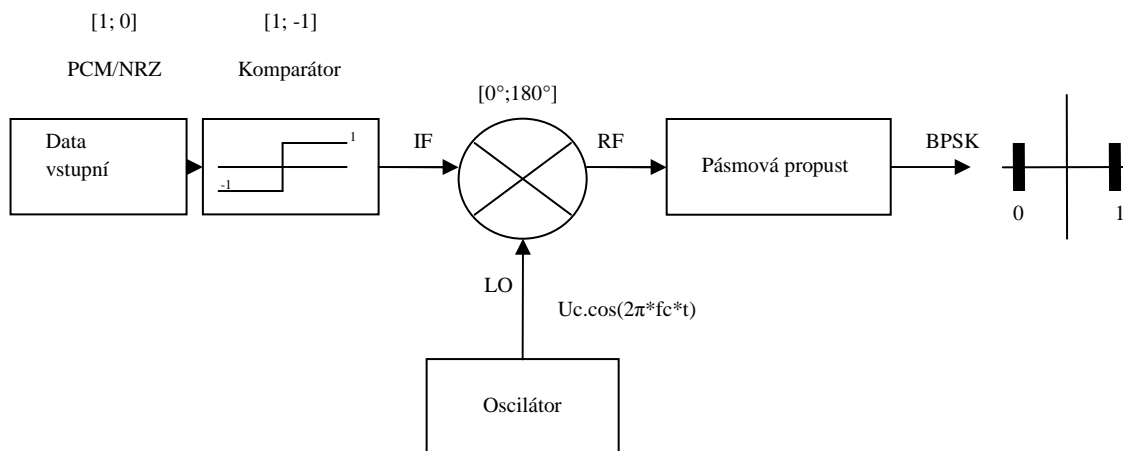 [1; 0]
[1; -1]
PCM/NRZ
Komparátor
[0°;180°]
Data
vstupní
1
-1
IF
RF
Pásmová propust
BPSK
0
1
LO
Uc.cos(2π*fc*t)
Oscilátor